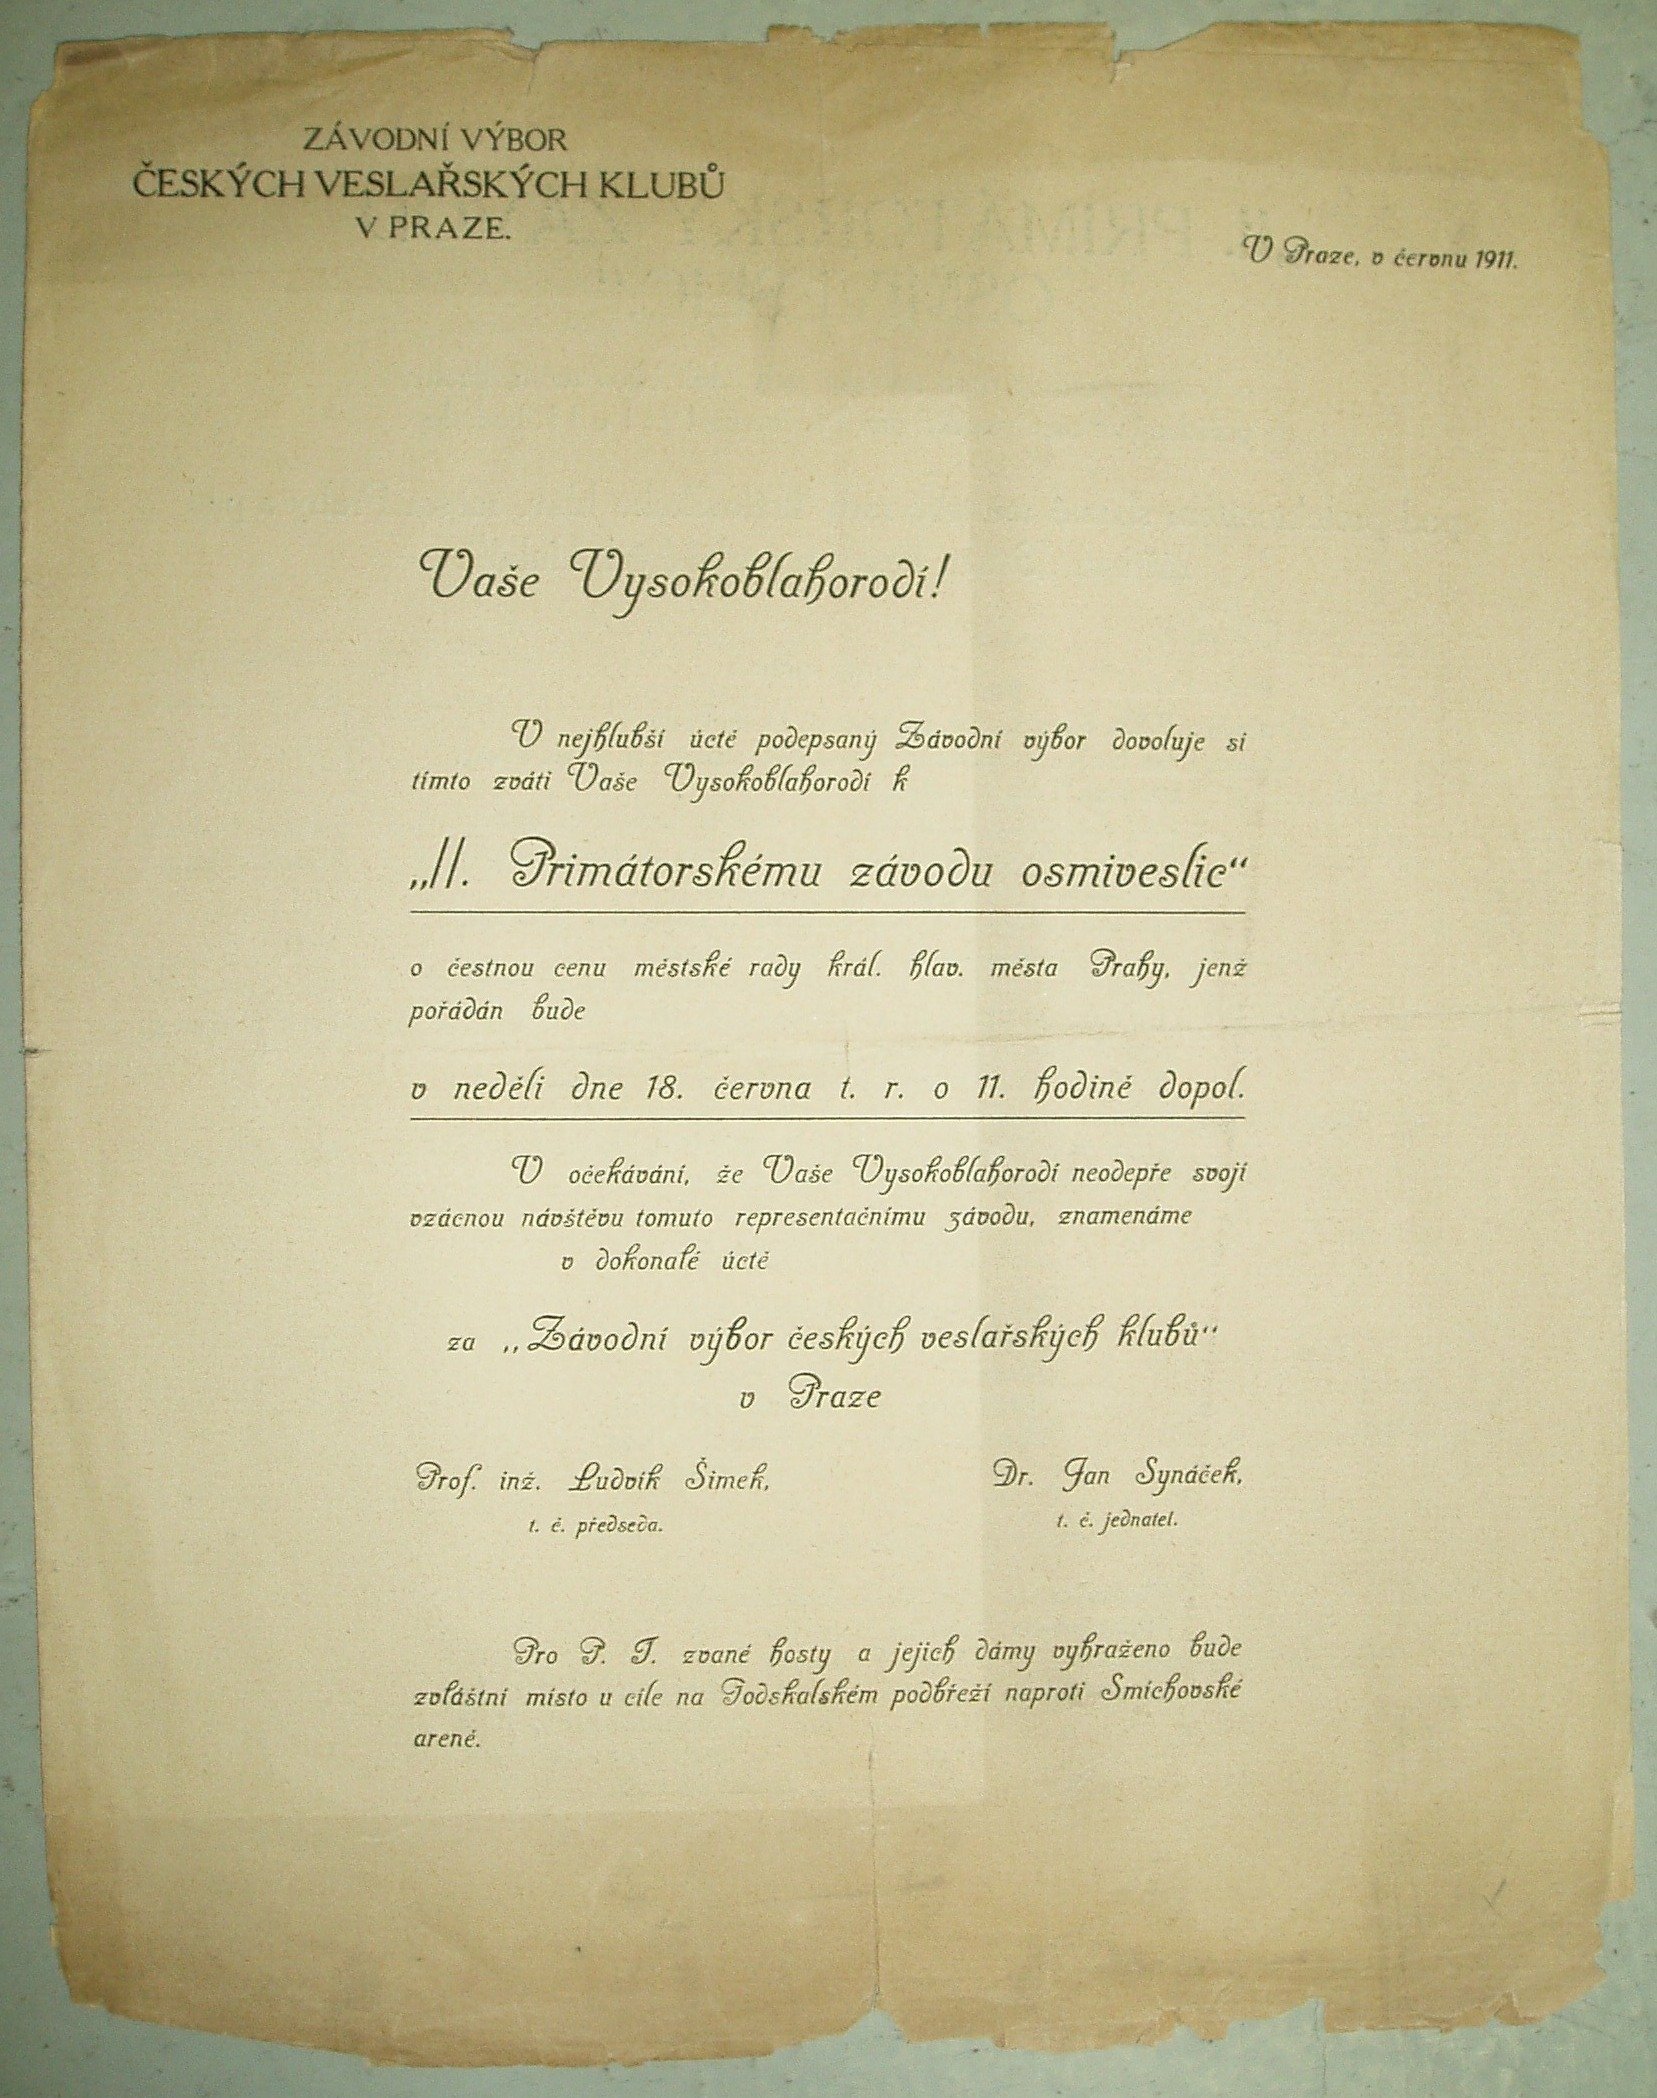 ZÁVODNÍ VÝBOR
ČESKÝCH VESLAŘSKÝCH KLUBŮ
V PRAZE.
V Praze, v červnu 1911.
Vaše Vysokoblahorodí!
V nejhlubší úctě podepsaný Závodní výbor dovoluje si
tímto zváti Vaše Vysokoblahorodí k
„II. Primátorskému závodu osmiveslic“
o čestnou cenu městské rady král. hlav. města Prahy, jenž
pořádán bude
v neděli dne 18. června t. r. o 11. hodině dopol.
V očekávání, že Vaše Vysokoblahorodí neodepře svojí
vzácnou návštěvu tomuto representačnímu závodu, znamenáme
v dokonalé úctě
za „Závodní výbor českých veslařských klubů“
v Praze
Prof. inž. Ludvík Šimek,
t. č. předseda.
Dr. Jan Synáček,
t. č. jednatel.
Pro P. T. zvané hosty a jejich dámy vyhraženo bude
zvláštní místo u cíle na Podskalském podbřeží naproti Smíchovské
areně.